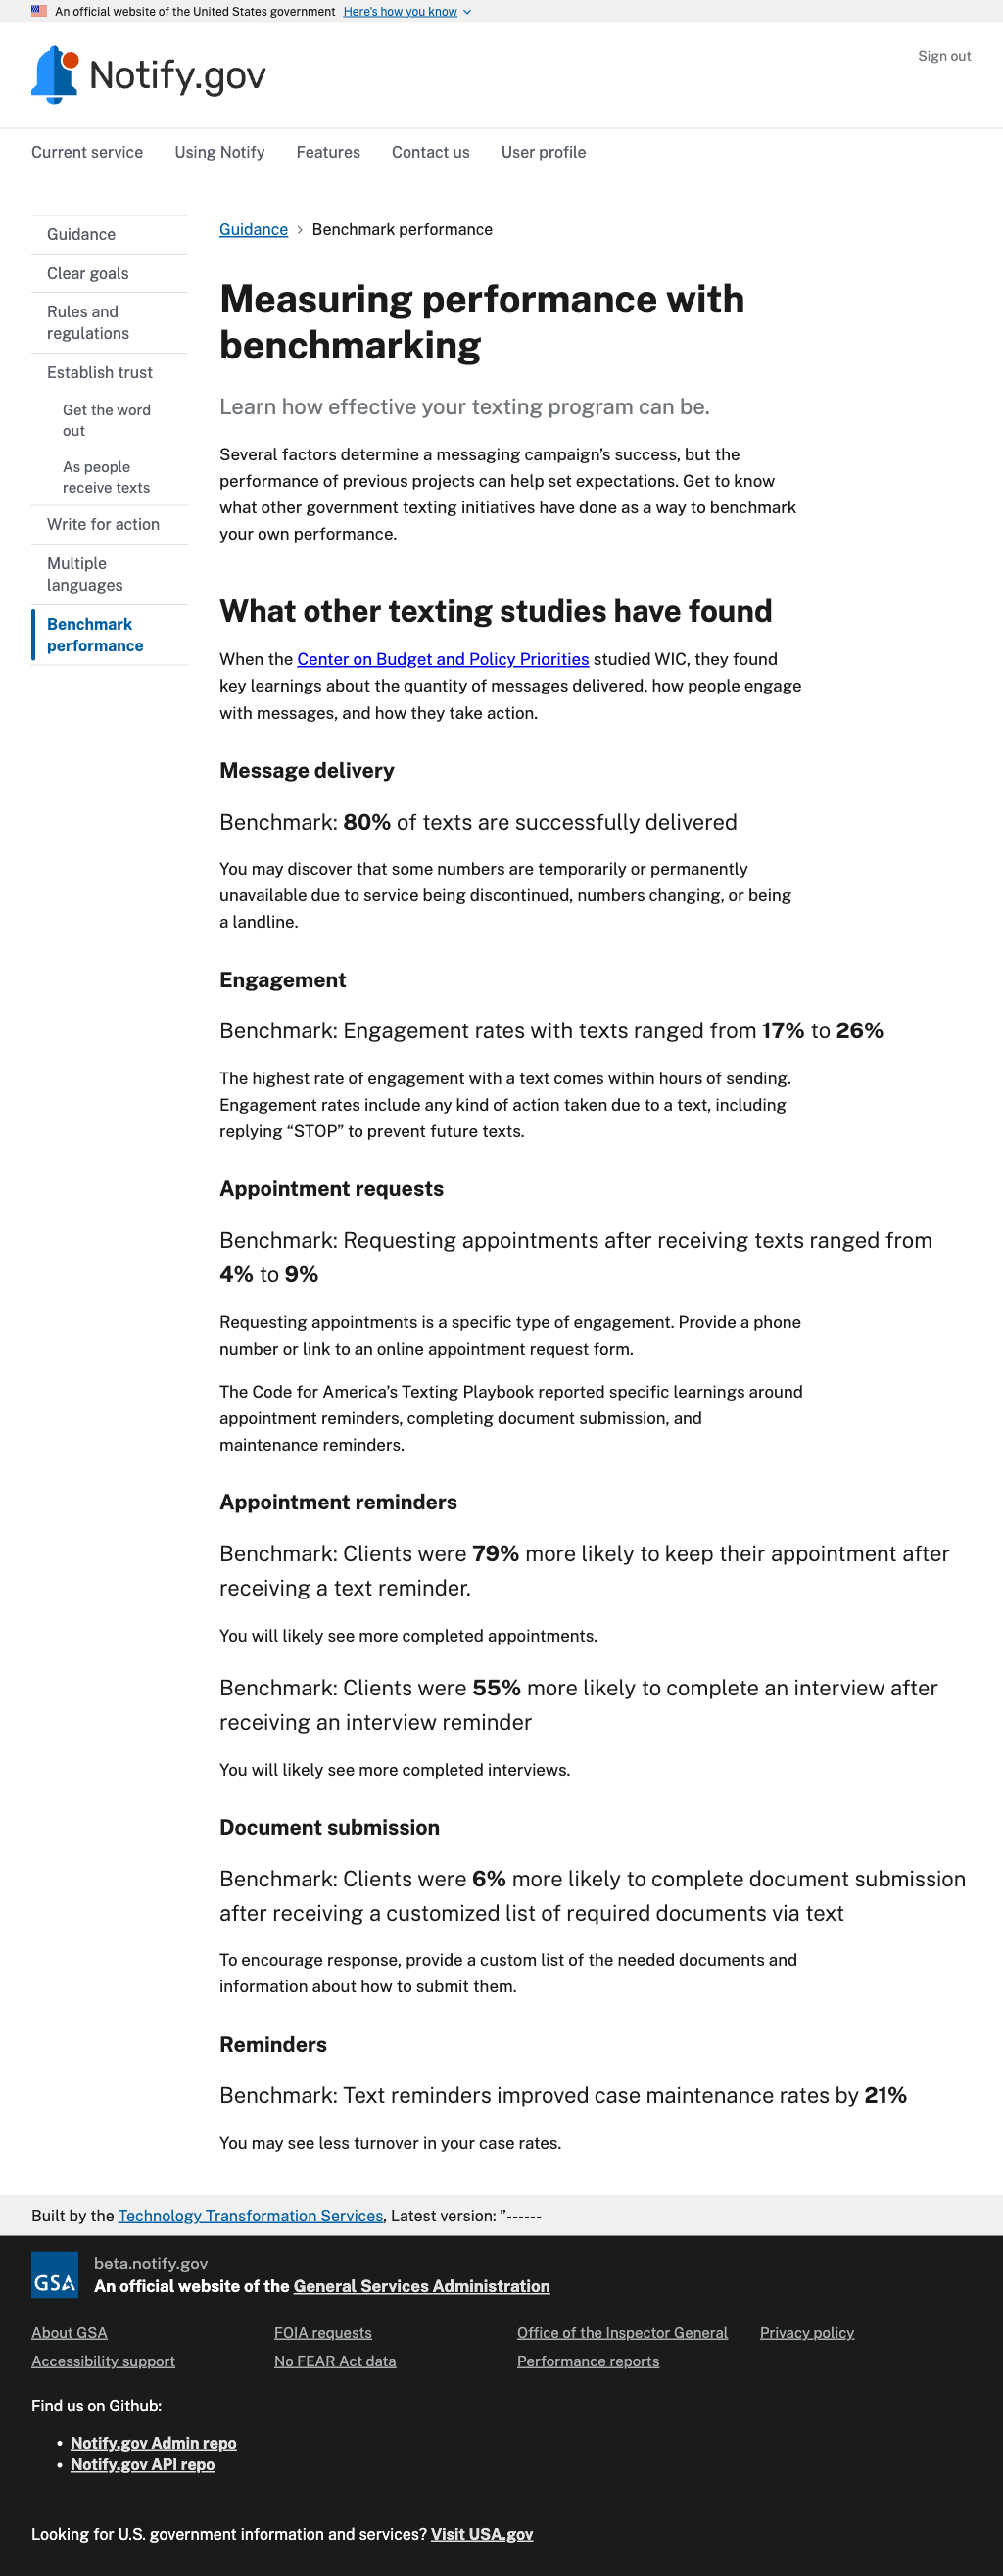 An official website of the United States government Here's how you know
Notify.gov
Sign out
Current service Using Notify Features Contact us User profile
Guidance
Clear goals
Rules and
regulations
Establish trust
Get the word
out
As people
receive texts
Write for action
Multiple
languages
Benchmark
performance
Guidance > Benchmark performance
Measuring performance with
benchmarking
Learn how effective your texting program can be.
Several factors determine a messaging campaign's success, but the
performance of previous projects can help set expectations. Get to know
what other government texting initiatives have done as a way to benchmark
your own performance.
What other texting studies have found
When the Center on Budget and Policy Priorities studied WIC, they found
key learnings about the quantity of messages delivered, how people engage
with messages, and how they take action.
Message delivery
Benchmark: 80% of texts are successfully delivered
You may discover that some numbers are temporarily or permanently
unavailable due to service being discontinued, numbers changing, or being
a landline.
Engagement
Benchmark: Engagement rates with texts ranged from 17% to 26%
The highest rate of engagement with a text comes within hours of sending.
Engagement rates include any kind of action taken due to a text, including
replying “STOP” to prevent future texts.
Appointment requests
Benchmark: Requesting appointments after receiving texts ranged from
4% to 9%
Requesting appointments is a specific type of engagement. Provide a phone
number or link to an online appointment request form.
The Code for America's Texting Playbook reported specific learnings around
appointment reminders, completing document submission, and
maintenance reminders.
Appointment reminders
Benchmark: Clients were 79% more likely to keep their appointment after
receiving a text reminder.
You will likely see more completed appointments.
Benchmark: Clients were 55% more likely to complete an interview after
receiving an interview reminder
You will likely see more completed interviews.
Document submission
Benchmark: Clients were 6% more likely to complete document submission
after receiving a customized list of required documents via text
To encourage response, provide a custom list of the needed documents and
information about how to submit them.
Reminders
Benchmark: Text reminders improved case maintenance rates by 21%
You may see less turnover in your case rates.
Built by the Technology Transformation Services, Latest version: ”------
GSA
beta.notify.gov
An official website of the General Services Administration
About GSA FOIA requests Office of the Inspector General Privacy policy
Accessibility support No FEAR Act data Performance reports
Find us on Github:
• Notify.gov Admin repo
• Notify.gov API repo
Looking for U.S. government information and services? Visit USA.gov